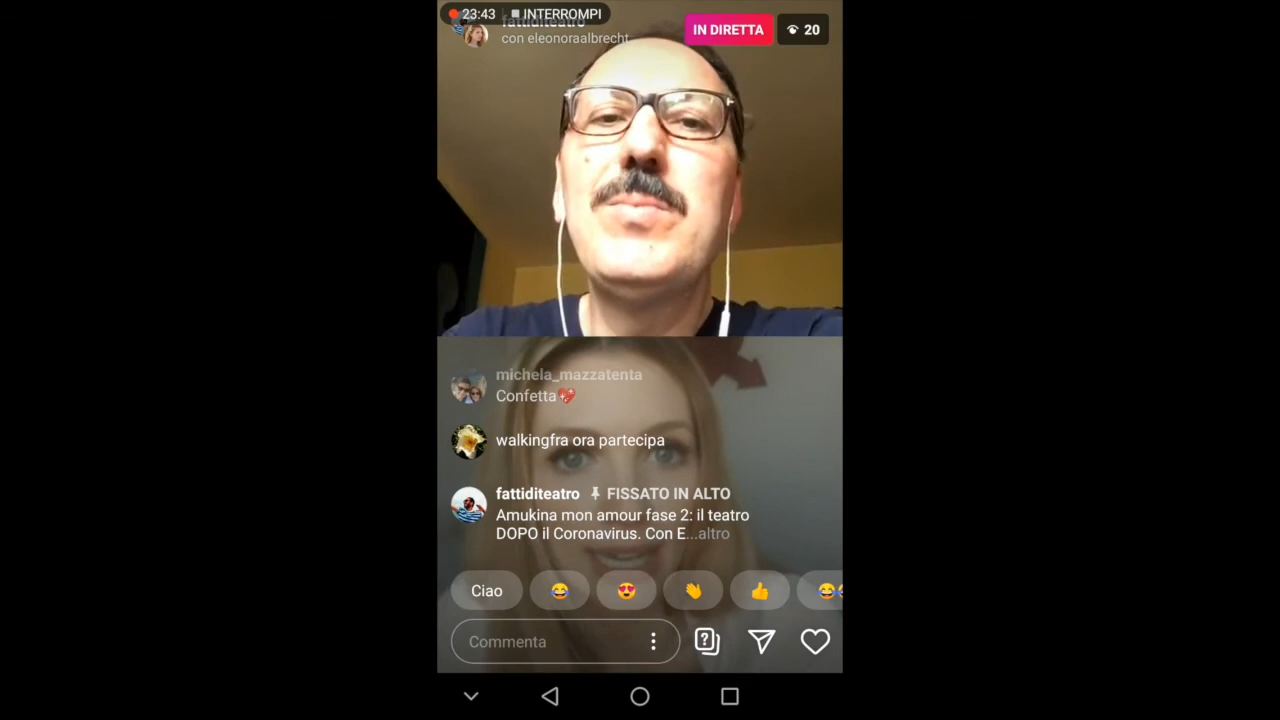 23:43 INTERROMPI
fattiditeatro
con eleonoraalbrecht
IN DIRETTA
20
michela_mazzatenta
Confetta💖
walkingfra ora partecipa
fattiditeatro FISSATO IN ALTO
Amukina mon amour fase 2: il teatro
DOPO il Coronavirus. Con E...altro
Ciao
Commenta